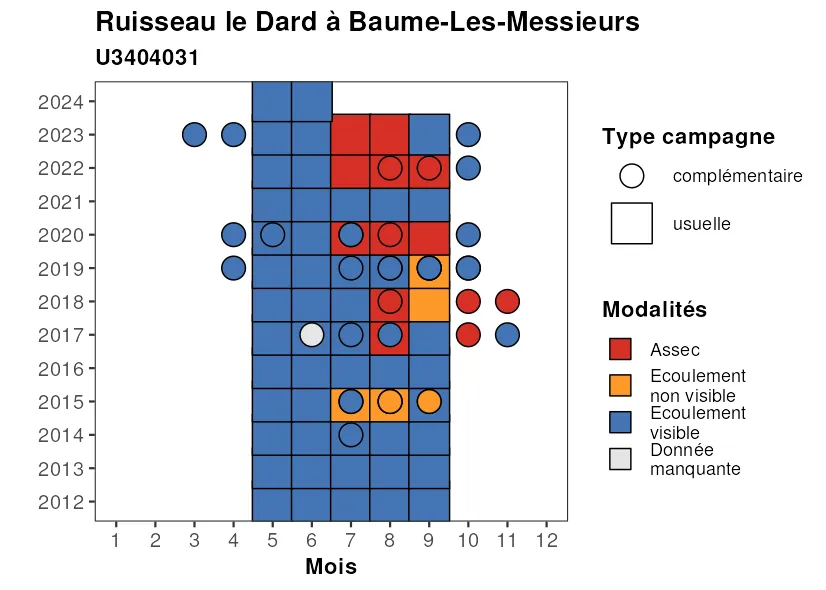 Ruisseau le Dard à Baume-Les-Messieurs
U3404031
2024
2023
2022
2021
2020
2019
2018
2017
2016
2015
2014
2013
2012
1 2 3 4 5 6 7 8 9 10 11 12
Mois
Type campagne
complémentaire
usuelle
Modalités
Assec
Ecoulement
non visible
Ecoulement
visible
Donnée
manquante